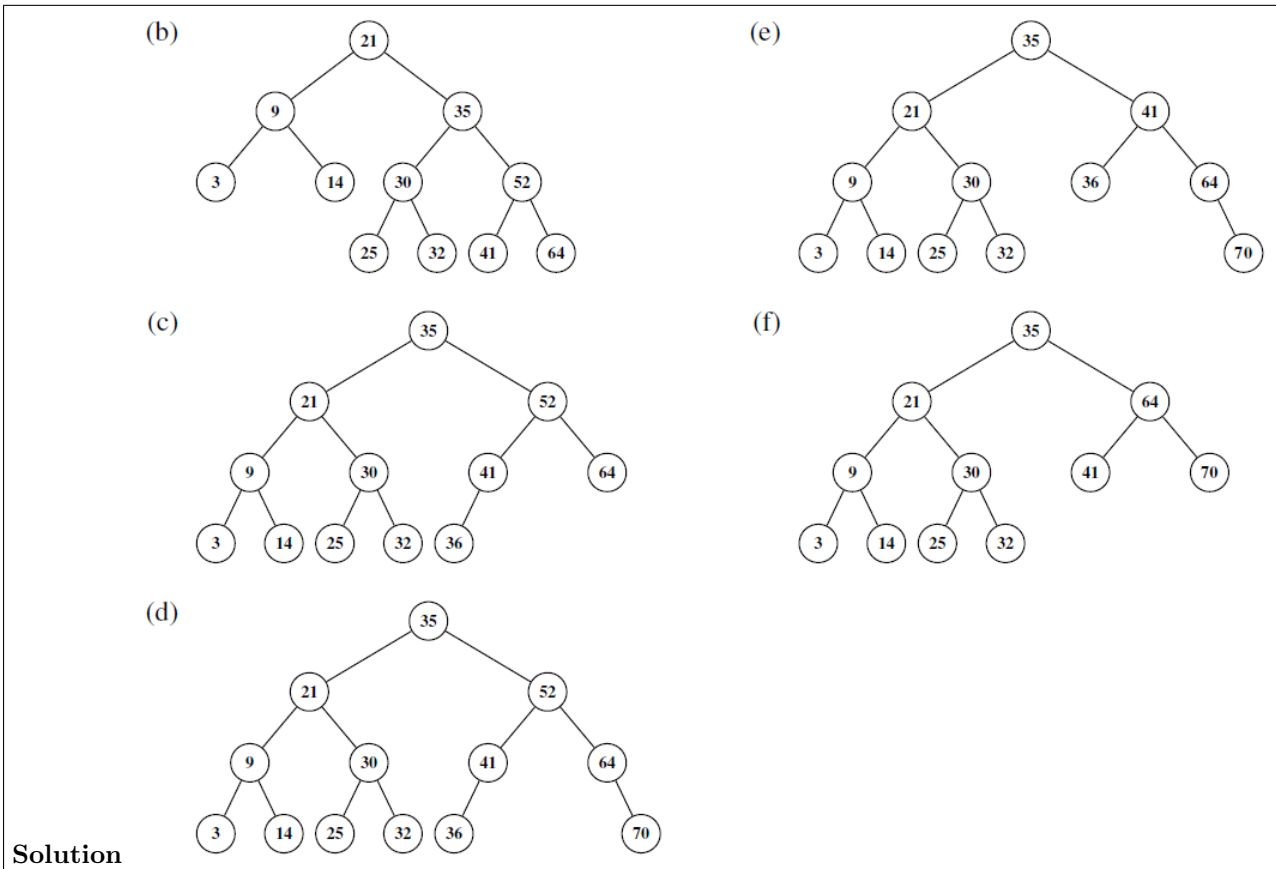 (b)
21
9 35
3 14 30 52
25 32 41 64
(c)
35
21 52
9 30 41 64
3 14 25 32 36
(d)
35
21 52
9 30 41 64
3 14 25 32 36 70
Solution
(e)
35
21 41
9 30 36 64
3 14 25 32 70
(f)
35
21 64
9 30 41 70
3 14 25 32